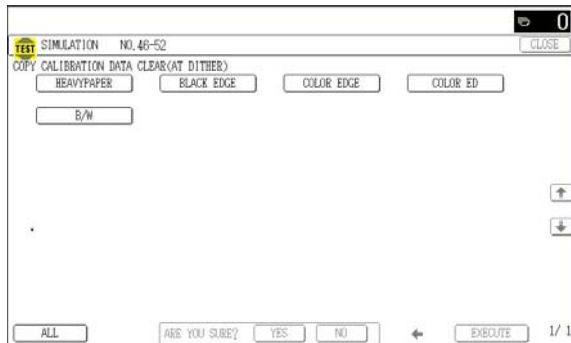 0
TEST SIMULATION NO.46-52 CLOSE
COPY CALIBRATION DATA CLEAR(AT DITHER)
HEAVYPAPER BLACK EDGE COLOR EDGE COLOR ED
B/W
ALL ARE YOU SURE? YES NO EXECUTE 1/ 1